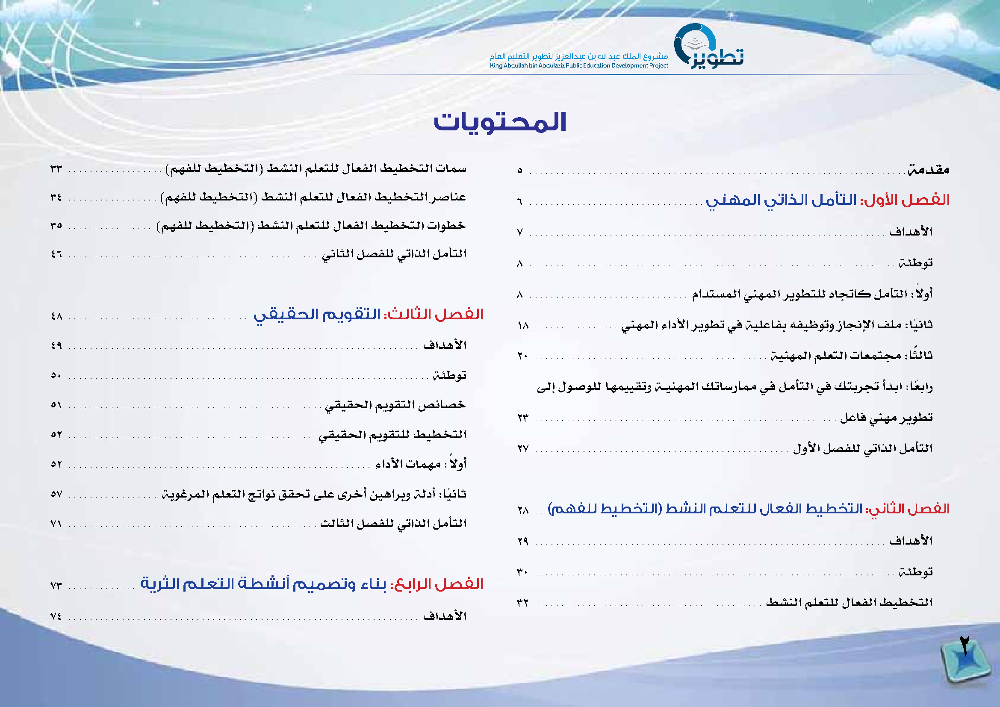 تطوير
مشروع الملك عبدالله بن عبدالعزيز لتطوير التعليم العام
King Abdullah bin Abdulaziz Public Education Development Project
المحتويات
مقدمة ٥
الفصل الأول: التأمل الذاتي المهني ٦
الأهداف ٧
توطئة ٨
أولاً: التأمل كاتجاه للتطوير المهني المستدام ٨
ثانيًا: ملف الإنجاز وتوظيفه بفاعلية في تطوير الأداء المهني ١٨
ثالثًا: مجتمعات التعلم المهنية ٢٠
رابعًا: ابدأ تجربتك في التأمل في ممارساتك المهنية وتقييمها للوصول إلى
تطوير مهني فاعل ٢٣
التأمل الذاتي للفصل الأول ٢٧
الفصل الثاني: التخطيط الفعال للتعلم النشط (التخطيط للفهم) ٢٨
الأهداف ٢٩
توطئة ٣٠
التخطيط الفعال للتعلم النشط ٣٢
سمات التخطيط الفعال للتعلم النشط (التخطيط للفهم) ٣٣
عناصر التخطيط الفعال للتعلم النشط (التخطيط للفهم) ٣٤
خطوات التخطيط الفعال للتعلم النشط (التخطيط للفهم) ٣٥
التأمل الذاتي للفصل الثاني ٤٦
الفصل الثالث: التقويم الحقيقي ٤٨
الأهداف ٤٩
توطئة ٥٠
خصائص التقويم الحقيقي ٥١
التخطيط للتقويم الحقيقي ٥٢
أولاً: مهمات الأداء ٥٢
ثانيًا: أدلة وبراهين أخرى على تحقق نواتج التعلم المرغوبة ٥٧
التأمل الذاتي للفصل الثالث ٧١
الفصل الرابع: بناء وتصميم أنشطة التعلم الثرية ٧٣
الأهداف ٧٤
٢